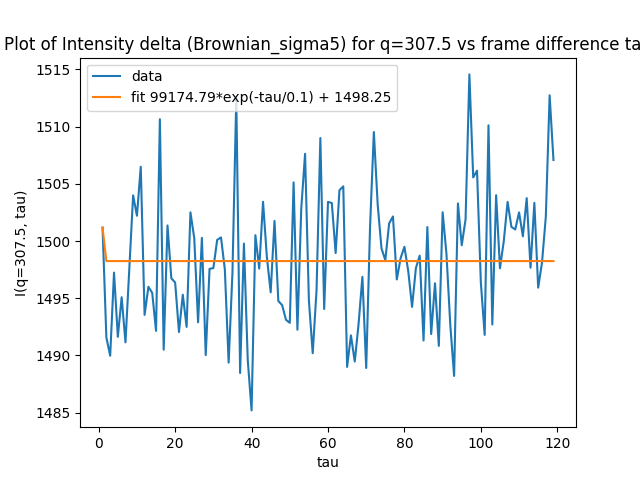 Plot of Intensity delta (Brownian_sigma5) for q=307.5 vs frame difference ta
data
fit 99174.79*exp(-tau/0.1) + 1498.25
I(q=307.5, tau)
1515
1510
1505
1500
1495
1490
1485
0 20 40 60 80 100 120
tau